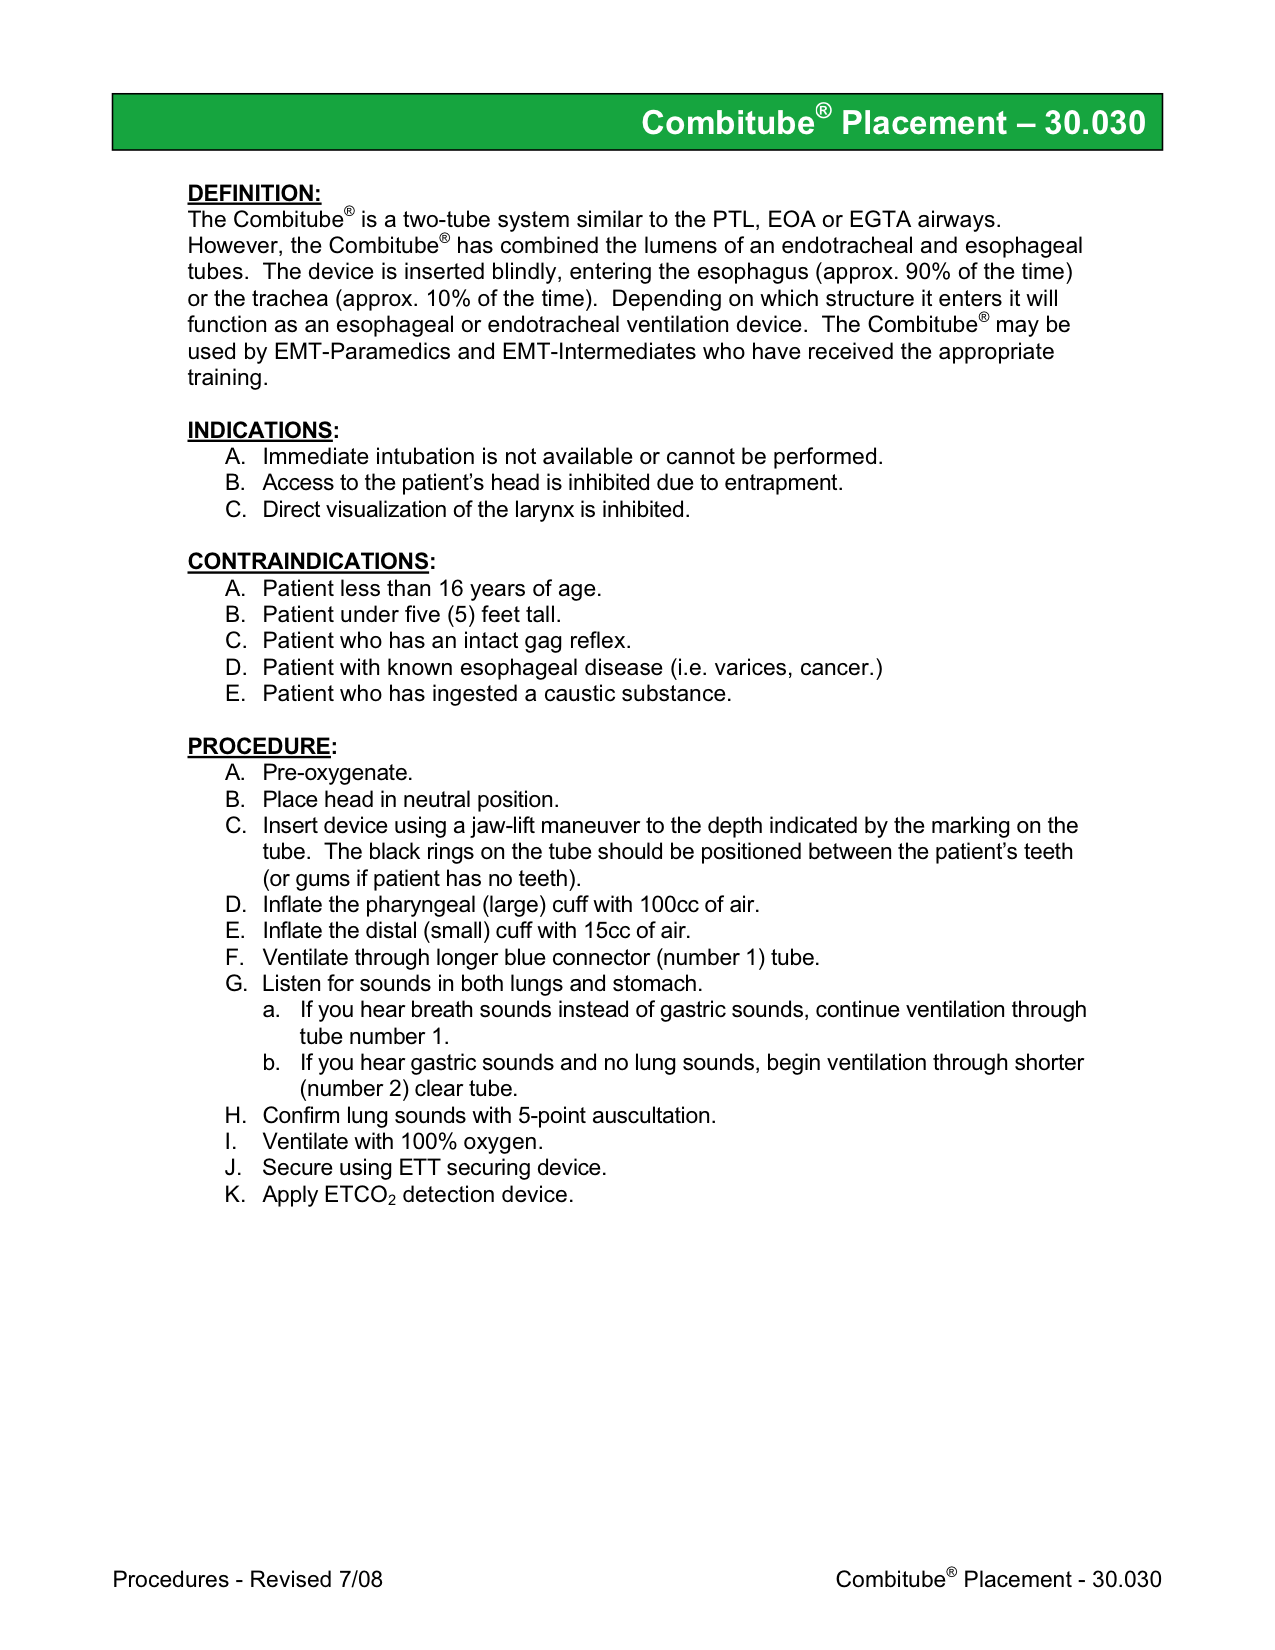 Combitube® Placement – 30.030
DEFINITION:
The Combitube® is a two-tube system similar to the PTL, EOA or EGTA airways.
However, the Combitube® has combined the lumens of an endotracheal and esophageal
tubes.  The device is inserted blindly, entering the esophagus (approx. 90% of the time)
or the trachea (approx. 10% of the time).  Depending on which structure it enters it will
function as an esophageal or endotracheal ventilation device.  The Combitube® may be
used by EMT-Paramedics and EMT-Intermediates who have received the appropriate
training.
INDICATIONS:
A. Immediate intubation is not available or cannot be performed.
B. Access to the patient’s head is inhibited due to entrapment.
C. Direct visualization of the larynx is inhibited.
CONTRAINDICATIONS:
A. Patient less than 16 years of age.
B. Patient under five (5) feet tall.
C. Patient who has an intact gag reflex.
D. Patient with known esophageal disease (i.e. varices, cancer.)
E. Patient who has ingested a caustic substance.
PROCEDURE:
A. Pre-oxygenate.
B. Place head in neutral position.
C. Insert device using a jaw-lift maneuver to the depth indicated by the marking on the
tube.  The black rings on the tube should be positioned between the patient’s teeth
(or gums if patient has no teeth).
D. Inflate the pharyngeal (large) cuff with 100cc of air.
E. Inflate the distal (small) cuff with 15cc of air.
F. Ventilate through longer blue connector (number 1) tube.
G. Listen for sounds in both lungs and stomach.
a. If you hear breath sounds instead of gastric sounds, continue ventilation through
tube number 1.
b. If you hear gastric sounds and no lung sounds, begin ventilation through shorter
(number 2) clear tube.
H. Confirm lung sounds with 5-point auscultation.
I. Ventilate with 100% oxygen.
J. Secure using ETT securing device.
K. Apply ETCO₂ detection device.
Procedures - Revised 7/08
Combitube® Placement - 30.030